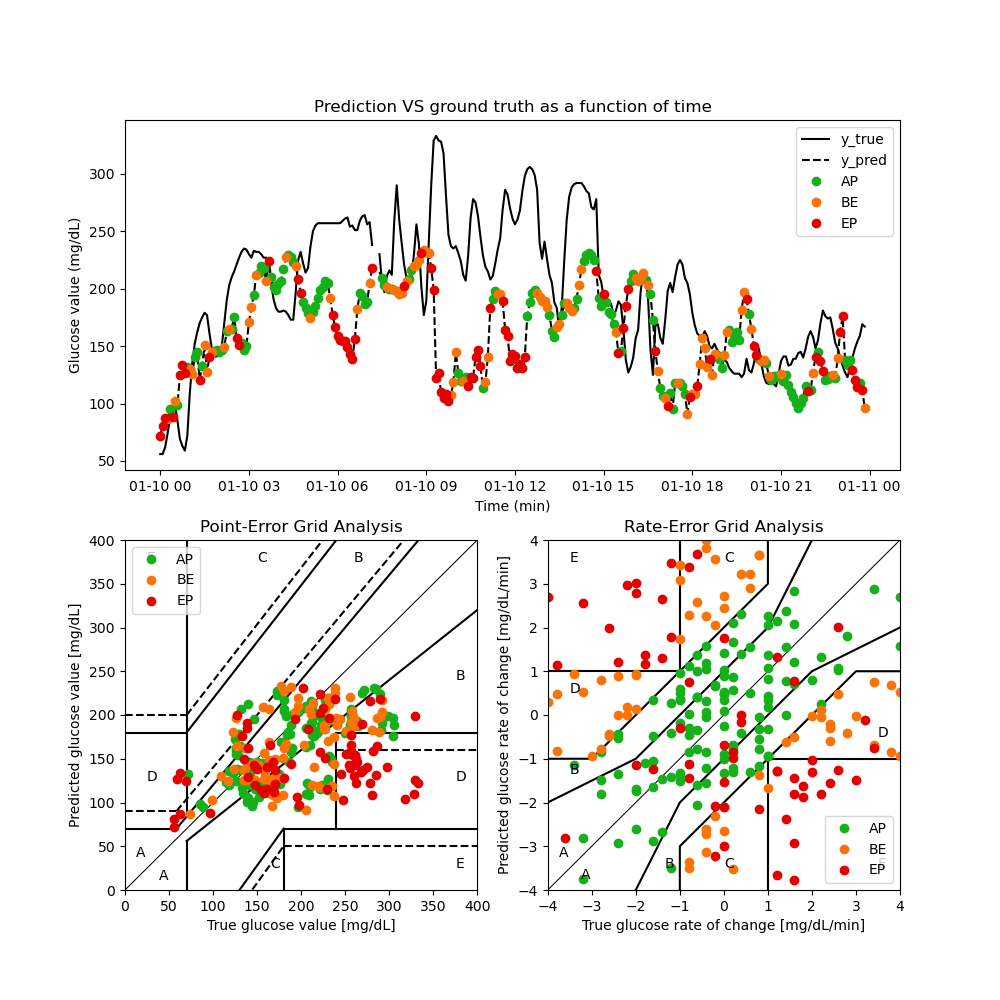 Prediction VS ground truth as a function of time
Glucose value (mg/dL)
300
250
200
150
100
50
y_true
y_pred
AP
BE
EP
01-10 00 01-10 03 01-10 06 01-10 09 01-10 12 01-10 15 01-10 18 01-10 21 01-11 00
Time (min)
Point-Error Grid Analysis
Predicted glucose value [mg/dL]
400
350
300
250
200
150
100
50
0
AP
BE
EP
C
B
B
D
D
A
A
C
E
0 50 100 150 200 250 300 350 400
True glucose value [mg/dL]
Rate-Error Grid Analysis
Predicted glucose rate of change [mg/dL/min]
4
3
2
1
0
−1
−2
−3
−4
E
C
D
D
B
A
A
B
C
AP
BE
EP
−4 −3 −2 −1 0 1 2 3 4
True glucose rate of change [mg/dL/min]